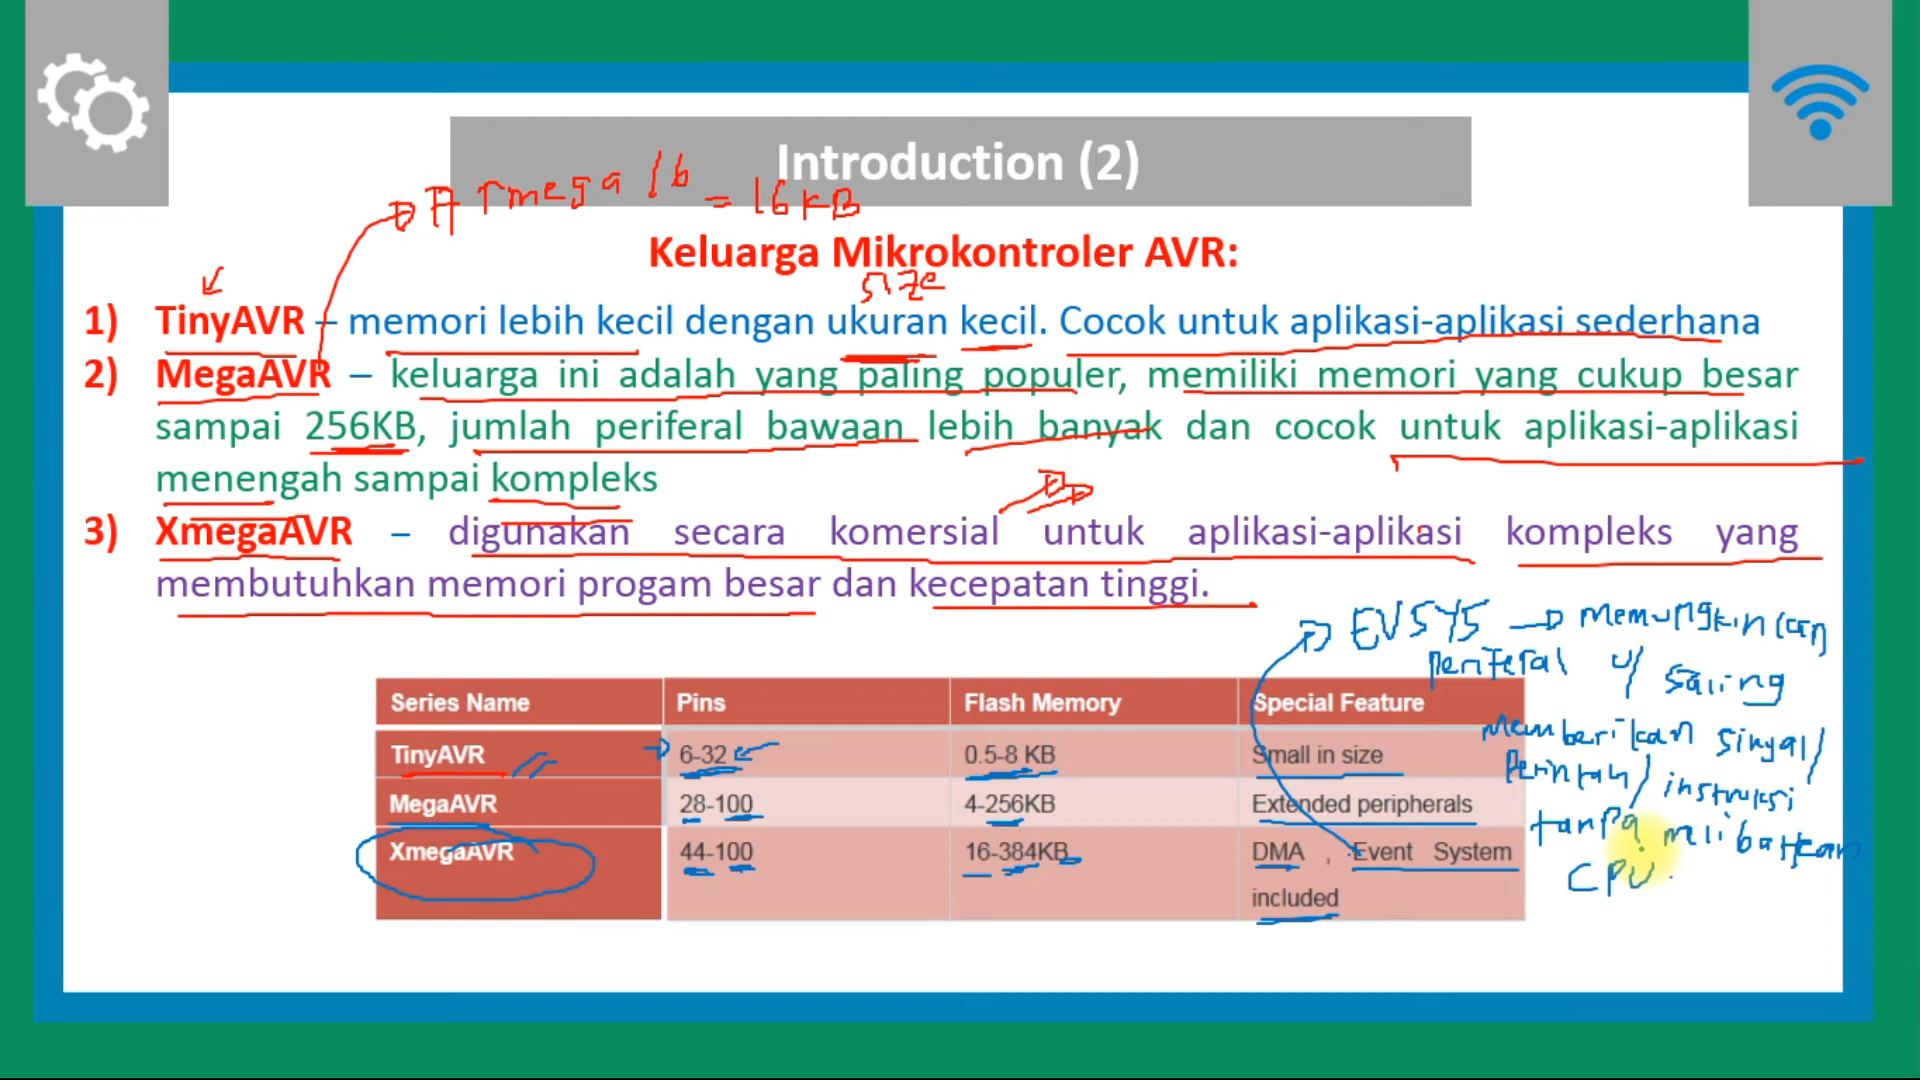 Introduction (2)
ATmega 16 = 16KB
Keluarga Mikrokontroler AVR:
size
1) TinyAVR – memori lebih kecil dengan ukuran kecil. Cocok untuk aplikasi-aplikasi sederhana
2) MegaAVR – keluarga ini adalah yang paling populer, memiliki memori yang cukup besar
sampai 256KB, jumlah periferal bawaan lebih banyak dan cocok untuk aplikasi-aplikasi
menengah sampai kompleks
3) XmegaAVR – digunakan secara komersial untuk aplikasi-aplikasi kompleks yang
membutuhkan memori progam besar dan kecepatan tinggi.
EVSYS → memungkinkan
periferal u/ saling
memberikan sinyal/
perintah/instruksi
tanpa melibatkan
CPU.
Series Name Pins Flash Memory Special Feature
TinyAVR 6-32 0.5-8 KB Small in size
MegaAVR 28-100 4-256KB Extended peripherals
XmegaAVR 44-100 16-384KB DMA , Event System
included